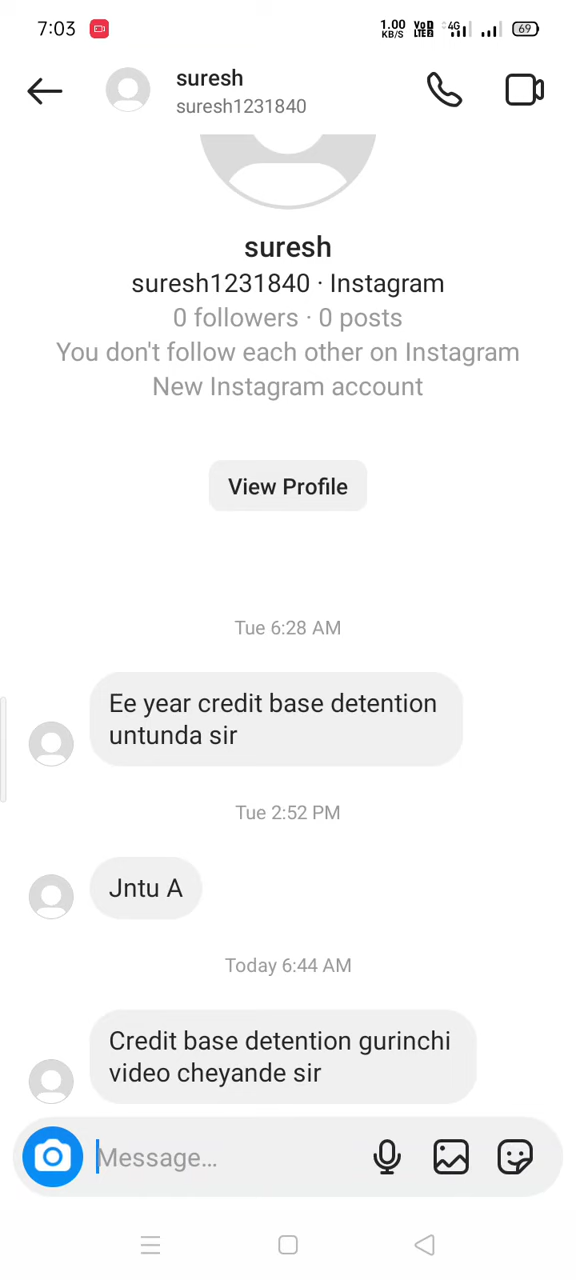 7:03
1.00 KB/S VoD LTE2 4G 69
suresh
suresh1231840
suresh
suresh1231840 · Instagram
0 followers · 0 posts
You don't follow each other on Instagram
New Instagram account
View Profile
Tue 6:28 AM
Ee year credit base detention
untunda sir
Tue 2:52 PM
Jntu A
Today 6:44 AM
Credit base detention gurinchi
video cheyande sir
Message...